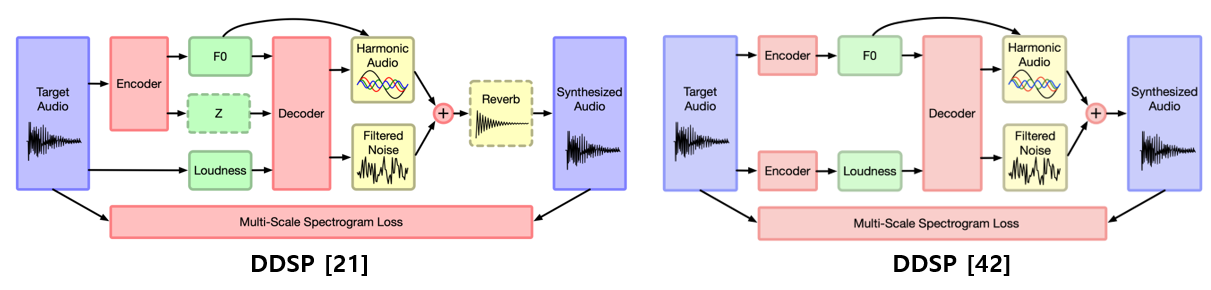 Target
Audio
Encoder
F0
Z
Loudness
Decoder
Harmonic
Audio
Filtered
Noise
+
Reverb
Synthesized
Audio
Multi-Scale Spectrogram Loss
DDSP [21]
Target
Audio
Encoder
F0
Encoder
Loudness
Decoder
Harmonic
Audio
Filtered
Noise
+
Synthesized
Audio
Multi-Scale Spectrogram Loss
DDSP [42]